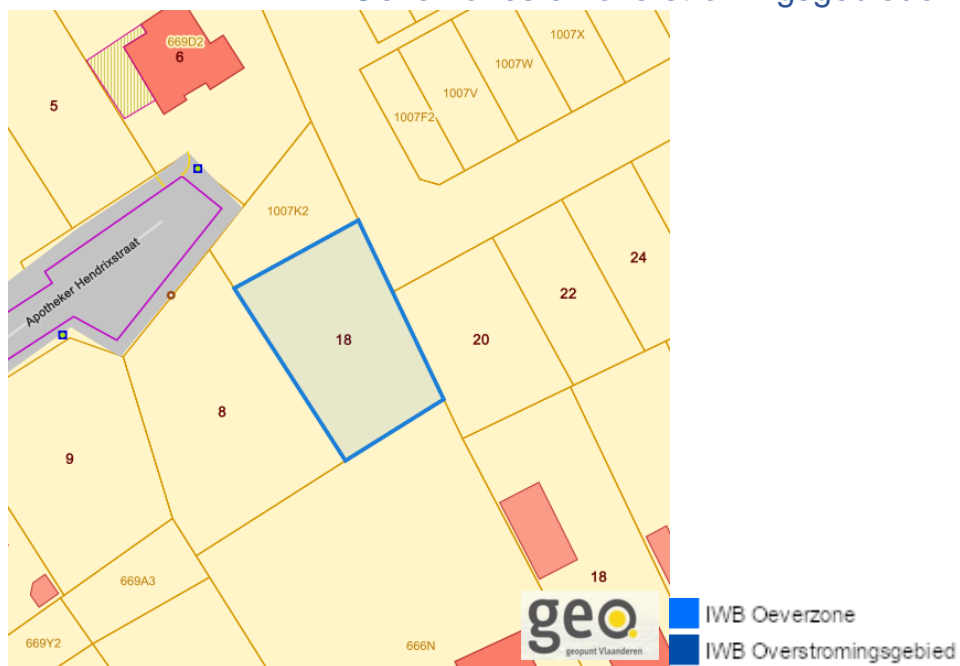 1007X
669D2
6
1007W
5
1007V
1007F2
1007K2
Apotheker Hendrixstraat
24
22
18
20
8
9
669A3
18
geo
geopunt Vlaanderen
IWB Oeverzone
669Y2
666N
IWB Overstromingsgebied